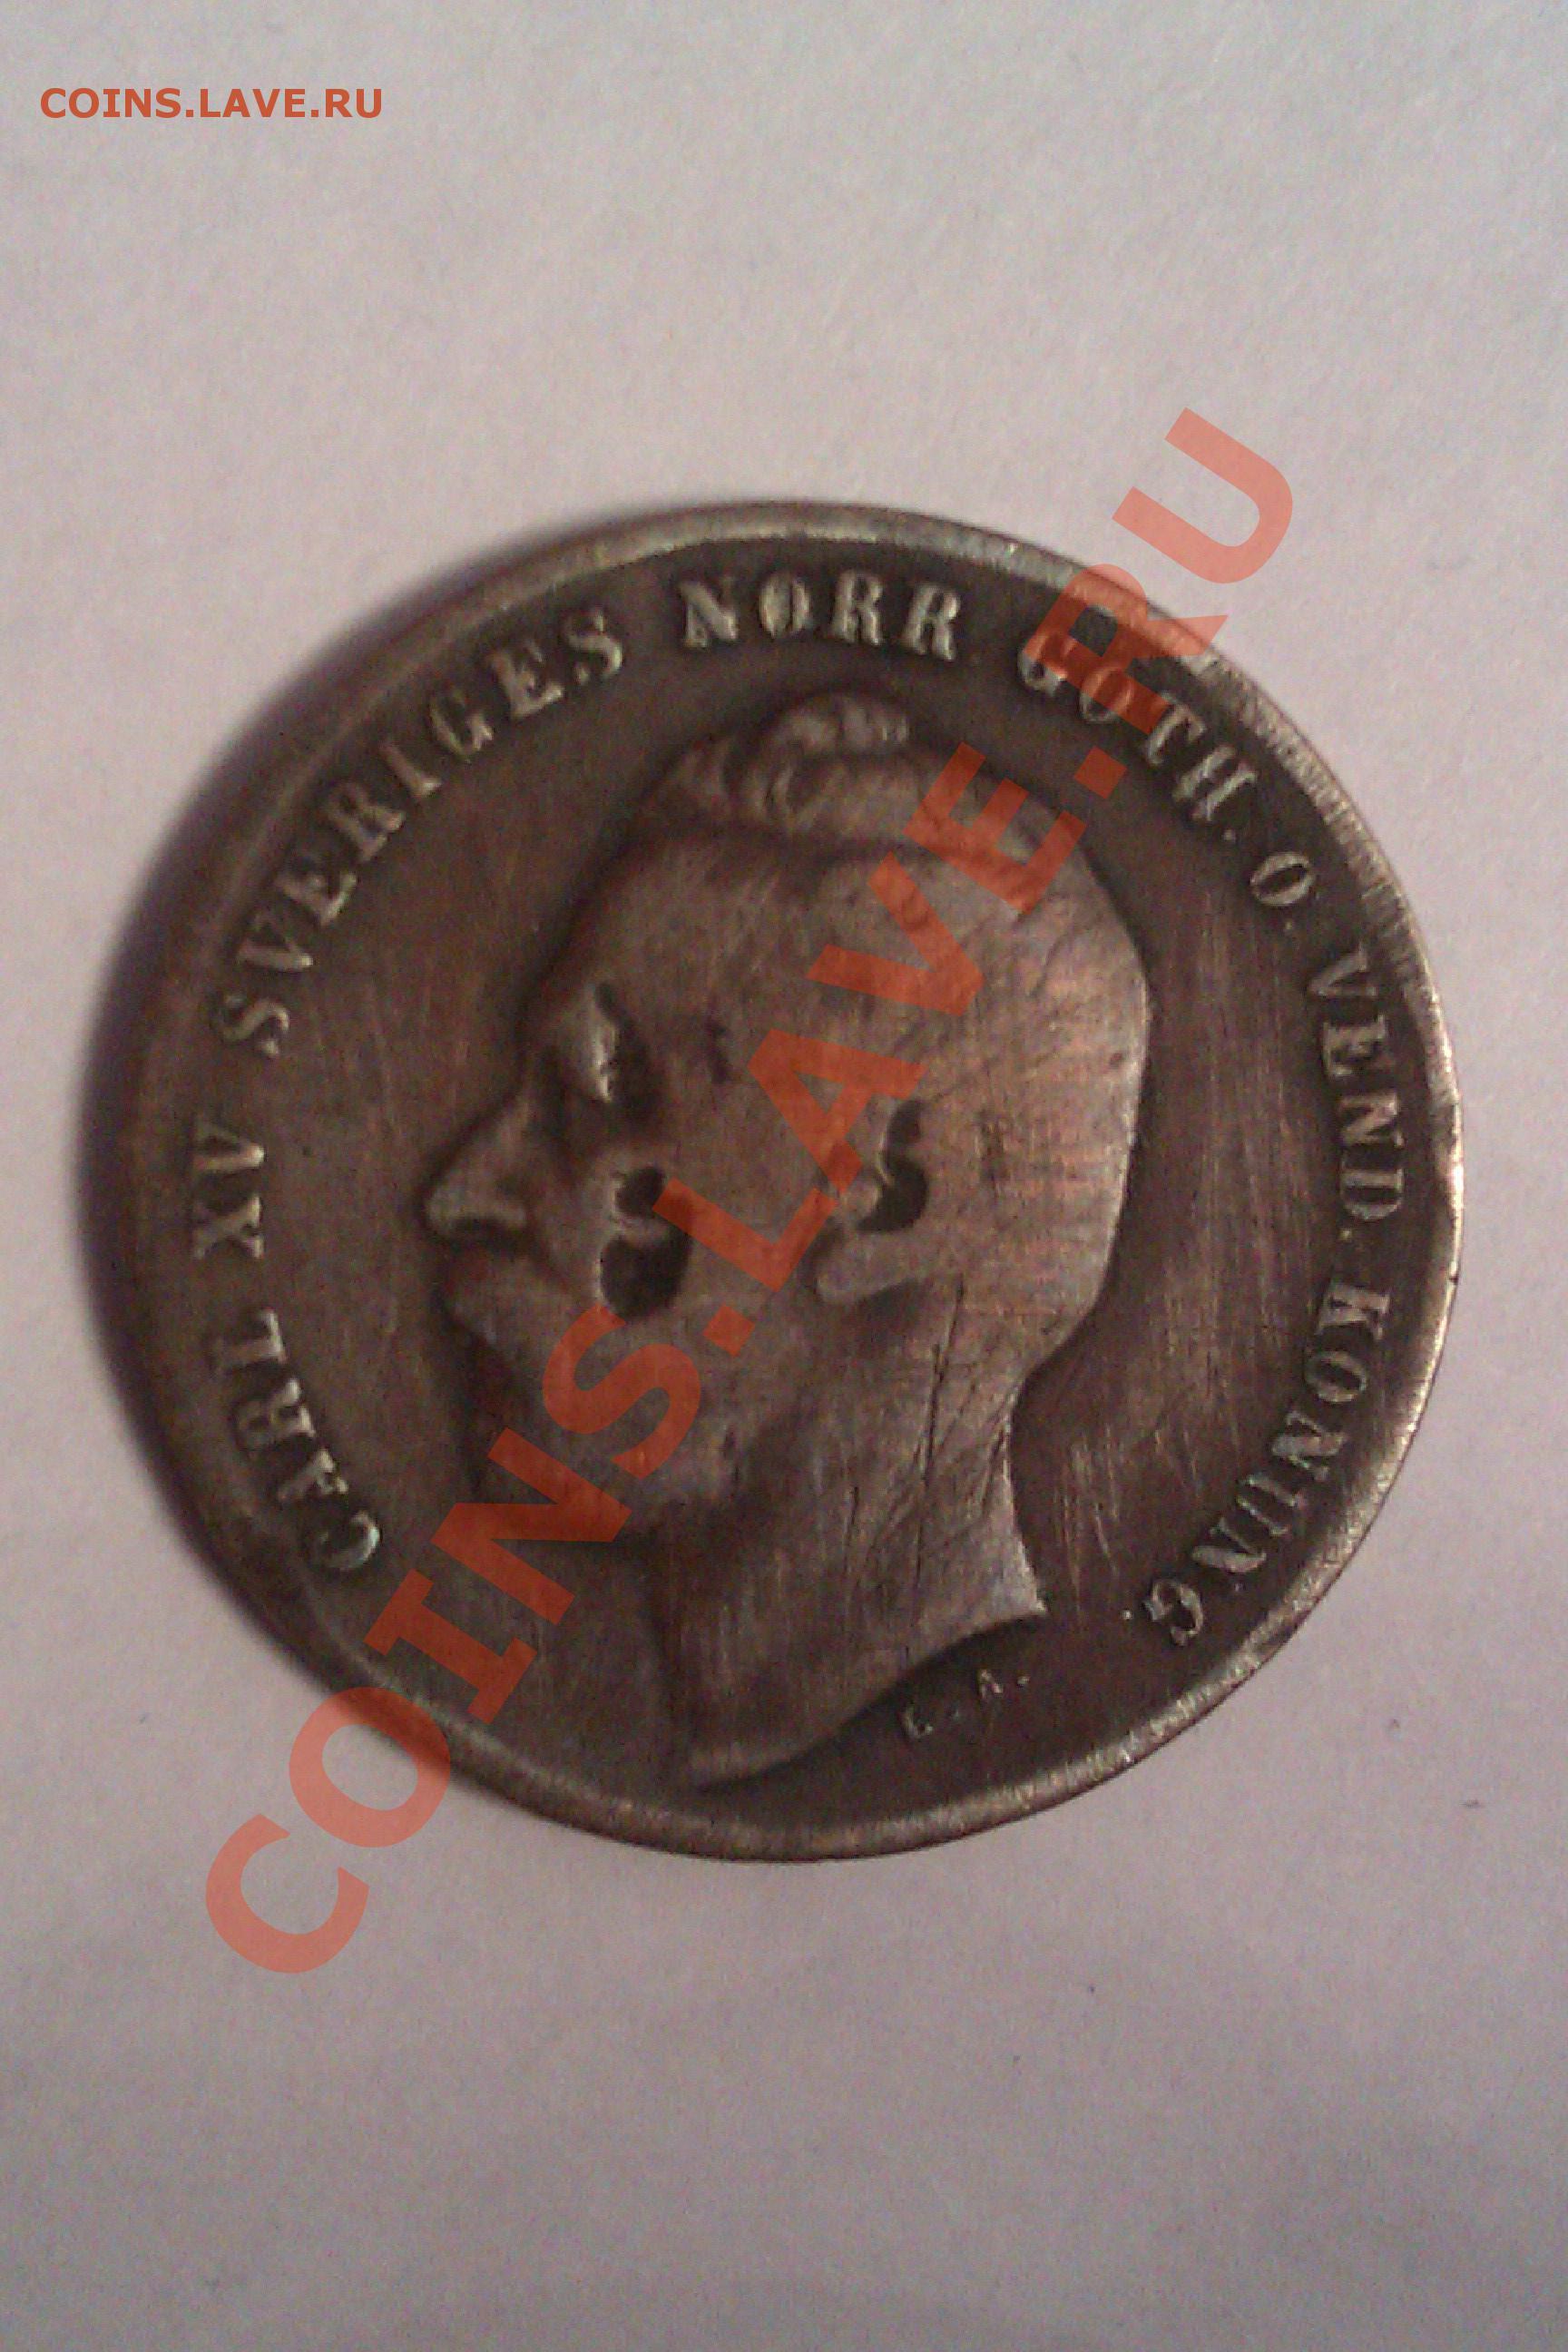 COINS.LAVE.RU
CARL XV SVERIGES NORR GOTH. O. VEND. KONUNG.
L. A.
COINS.LAVE.RU